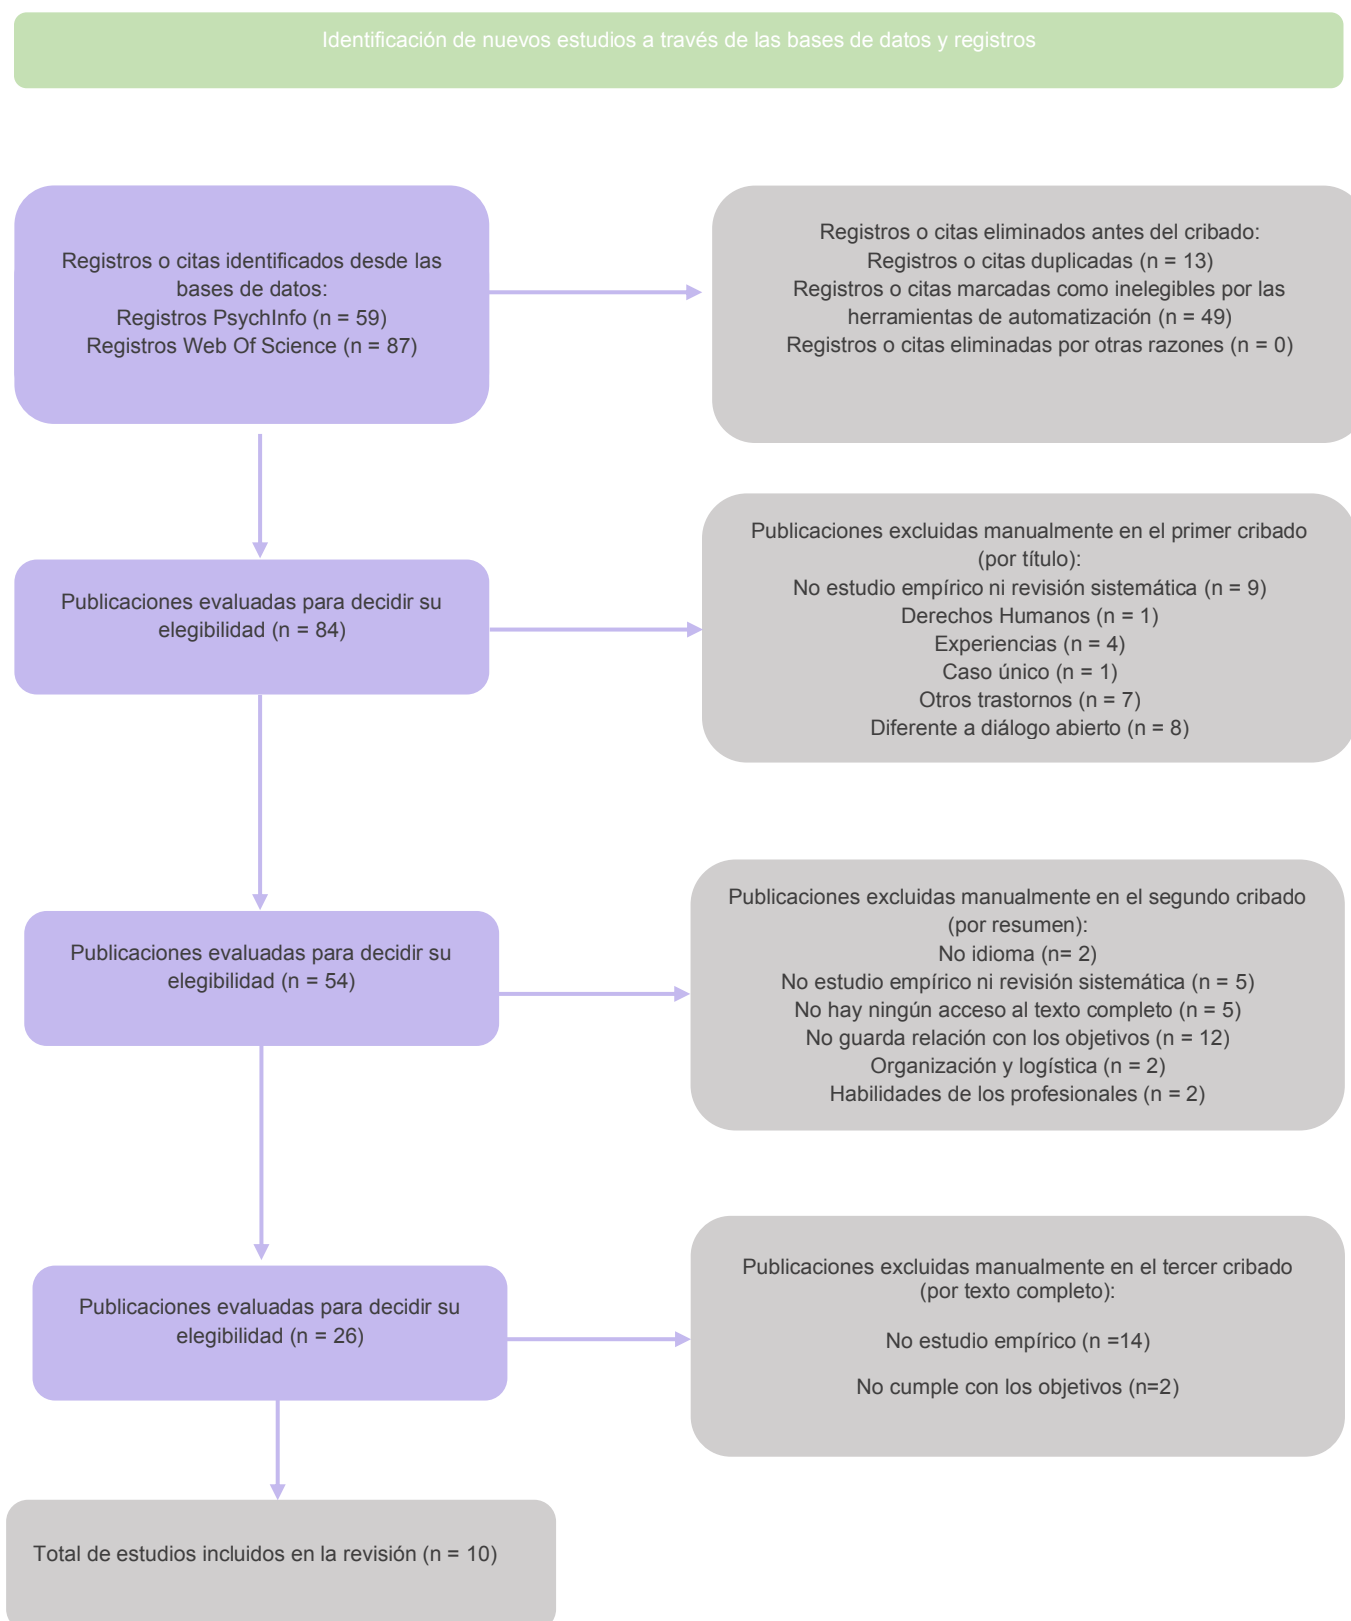 Identificación de nuevos estudios a través de las bases de datos y registros
Registros o citas identificados desde las
bases de datos:
Registros PsychInfo (n = 59)
Registros Web Of Science (n = 87)
Registros o citas eliminados antes del cribado:
Registros o citas duplicadas (n = 13)
Registros o citas marcadas como inelegibles por las
herramientas de automatización (n = 49)
Registros o citas eliminadas por otras razones (n = 0)
Publicaciones evaluadas para decidir su
elegibilidad (n = 84)
Publicaciones excluidas manualmente en el primer cribado
(por título):
No estudio empírico ni revisión sistemática (n = 9)
Derechos Humanos (n = 1)
Experiencias (n = 4)
Caso único (n = 1)
Otros trastornos (n = 7)
Diferente a diálogo abierto (n = 8)
Publicaciones evaluadas para decidir su
elegibilidad (n = 54)
Publicaciones excluidas manualmente en el segundo cribado
(por resumen):
No idioma (n= 2)
No estudio empírico ni revisión sistemática (n = 5)
No hay ningún acceso al texto completo (n = 5)
No guarda relación con los objetivos (n = 12)
Organización y logística (n = 2)
Habilidades de los profesionales (n = 2)
Publicaciones evaluadas para decidir su
elegibilidad (n = 26)
Publicaciones excluidas manualmente en el tercer cribado
(por texto completo):
No estudio empírico (n =14)
No cumple con los objetivos (n=2)
Total de estudios incluidos en la revisión (n = 10)